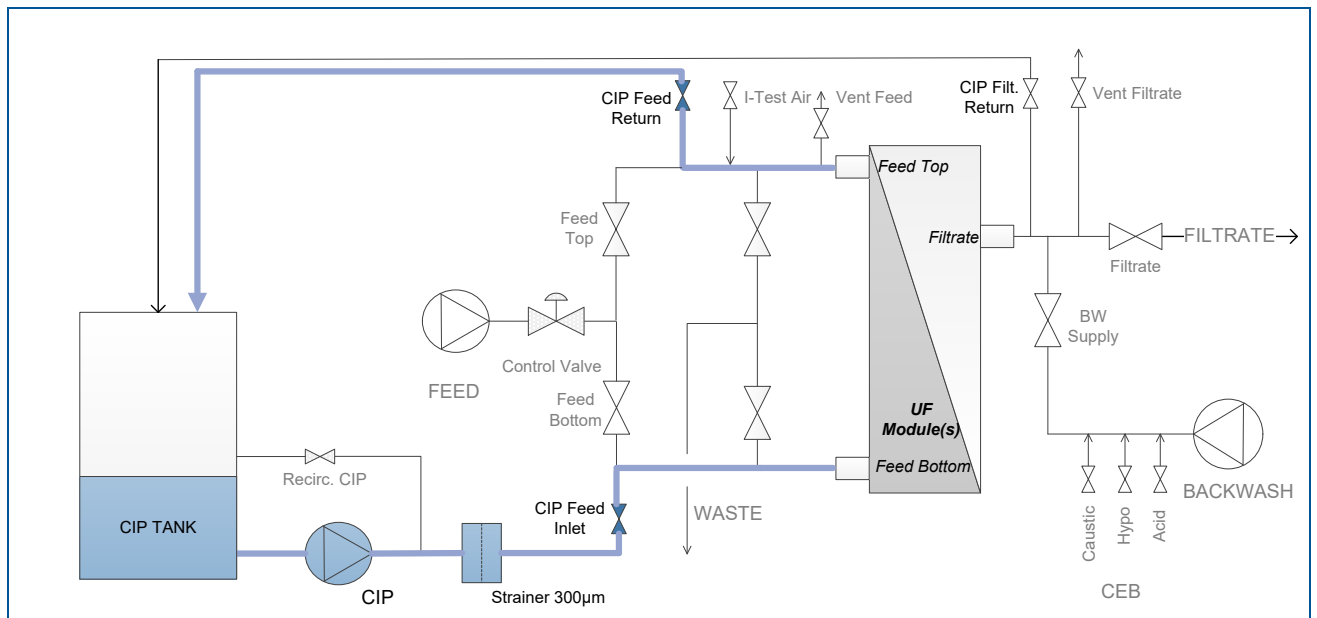 CIP Feed
Return
I-Test Air
Vent Feed
CIP Filt.
Return
Vent Filtrate
Feed Top
Feed
Top
Filtrate
FILTRATE
Filtrate
BW
Supply
Control Valve
FEED
Feed
Bottom
UF
Module(s)
Feed Bottom
Recirc. CIP
CIP TANK
CIP Feed
Inlet
WASTE
BACKWASH
Caustic
Hypo
Acid
CIP
Strainer 300µm
CEB